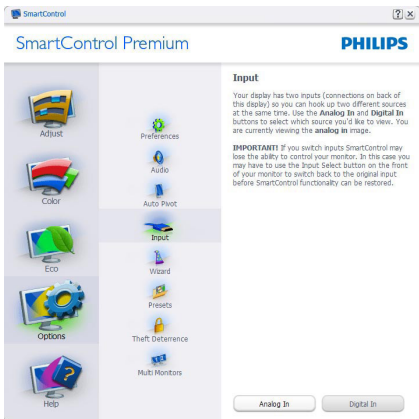 SmartControl
SmartControl Premium
PHILIPS
Adjust
Color
Eco
Options
Help
Preferences
Audio
Auto Pivot
Input
Wizard
Presets
Theft Deterrence
Multi Monitors
Input
Your display has two inputs (connections on back of
this display) so you can hook up two different sources
at the same time. Use the Analog In and Digital In
buttons to select which source you'd like to view. You
are currently viewing the analog in image.
IMPORTANT! If you switch inputs SmartControl may
lose the ability to control your monitor. In this case you
may have to use the Input Select button on the front
of your monitor to switch back to the original input
before SmartControl functionality can be restored.
Analog In
Digital In